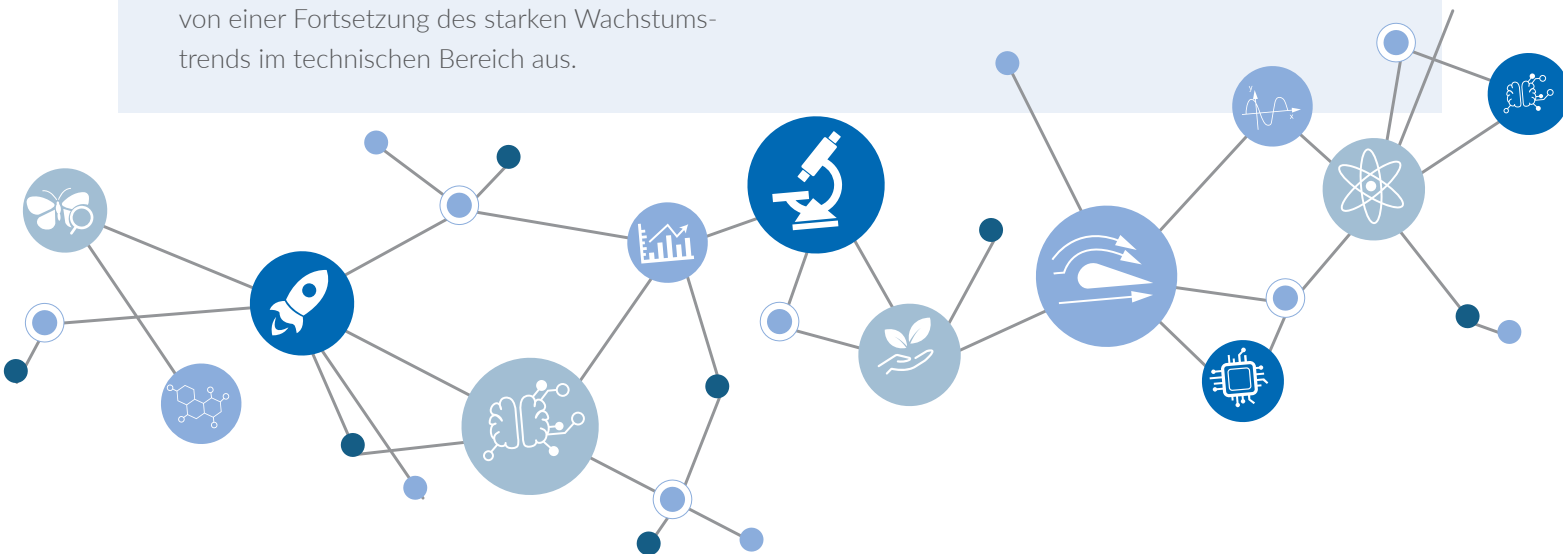 von einer Fortsetzung des starken Wachstums-
trends im technischen Bereich aus.
y
x